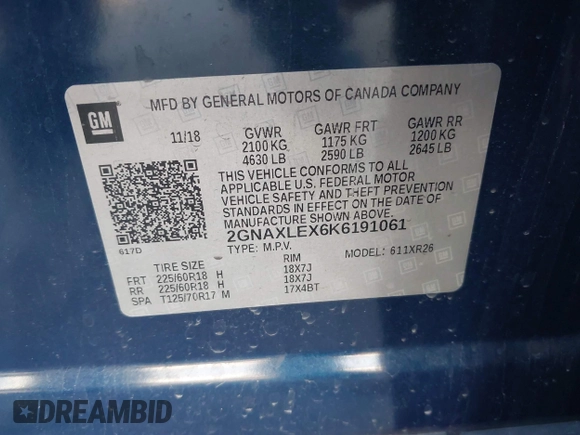 GM
MFD BY GENERAL MOTORS OF CANADA COMPANY
11/18 GVWR GAWR FRT GAWR RR
2100 KG 1175 KG 1200 KG
4630 LB 2590 LB 2645 LB
THIS VEHICLE CONFORMS TO ALL
APPLICABLE U.S. FEDERAL MOTOR
VEHICLE SAFETY AND THEFT PREVENTION
STANDARDS IN EFFECT ON THE DATE OF
MANUFACTURE SHOWN ABOVE.
2GNAXLEX6K6191061
617D
TYPE: M.P.V. MODEL: 611XR26
TIRE SIZE RIM
FRT 225/60R18 H 18X7J
RR 225/60R18 H 18X7J
SPA T125/70R17 M 17X4BT
DREAMBID